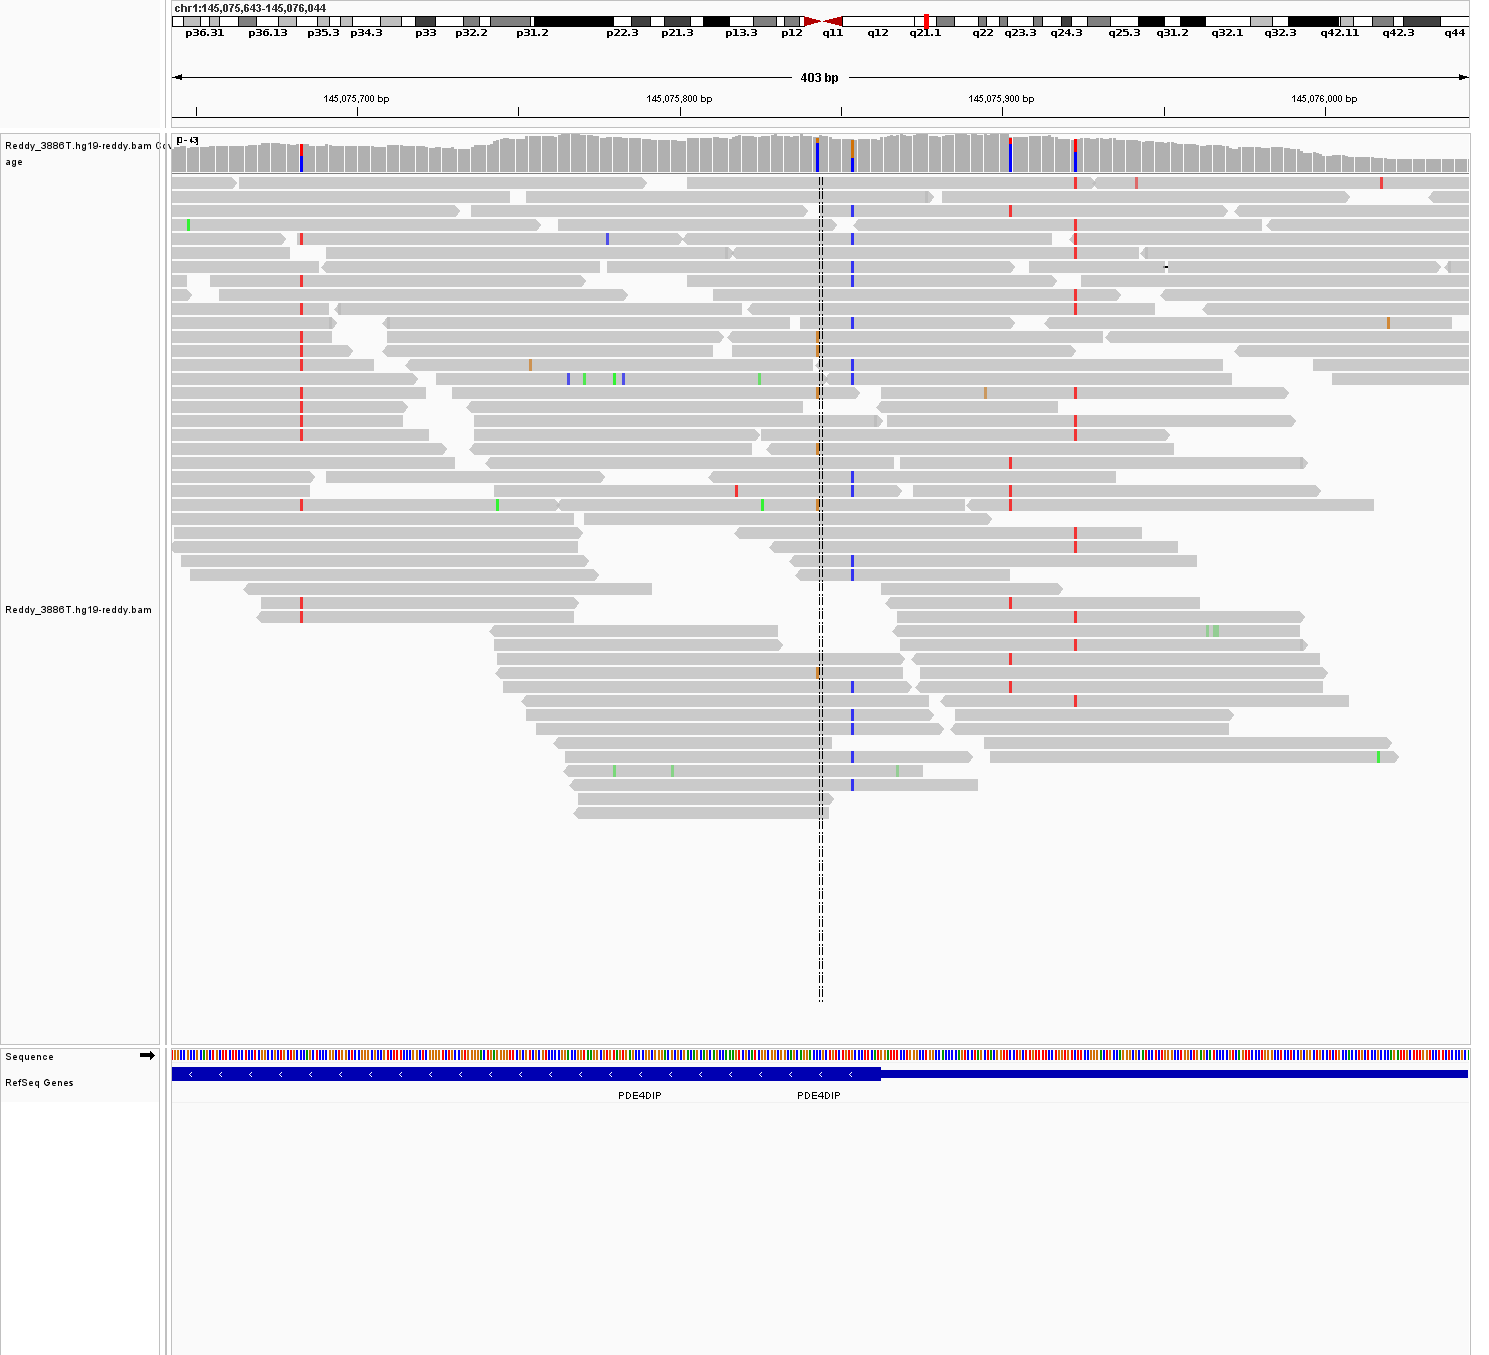 chr1:145,075,643-145,076,044
p36.31 p36.13 p35.3 p34.3 p33 p32.2 p31.2 p22.3 p21.3 p13.3 p12 q11 q12 q21.1 q22 q23.3 q24.3 q25.3 q31.2 q32.1 q32.3 q42.11 q42.3 q44
403 bp
145,075,700 bp 145,075,800 bp 145,075,900 bp 145,076,000 bp
Reddy_3886T.hg19-reddy.bam Cov
age
[0 - 43]
Reddy_3886T.hg19-reddy.bam
Sequence
RefSeq Genes
PDE4DIP PDE4DIP